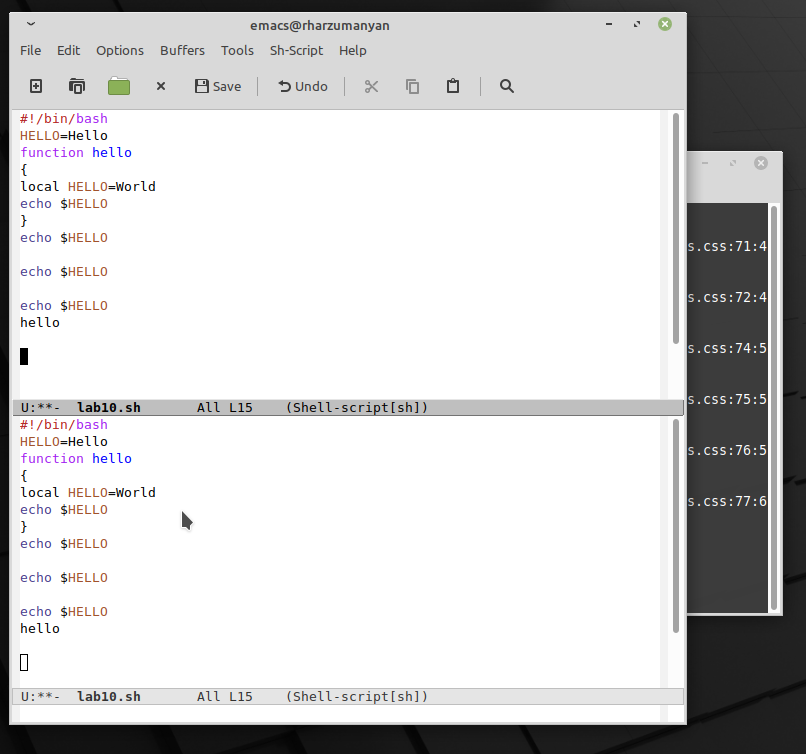 emacs@rharzumanyan
File Edit Options Buffers Tools Sh-Script Help
Save Undo
#!/bin/bash
HELLO=Hello
function hello
{
local HELLO=World
echo $HELLO
}
echo $HELLO
echo $HELLO
echo $HELLO
hello
U:**-  lab10.sh       All L15    (Shell-script[sh])
#!/bin/bash
HELLO=Hello
function hello
{
local HELLO=World
echo $HELLO
}
echo $HELLO
echo $HELLO
echo $HELLO
hello
U:**-  lab10.sh       All L15    (Shell-script[sh])
s.css:71:4
s.css:72:4
s.css:74:5
s.css:75:5
s.css:76:5
s.css:77:6